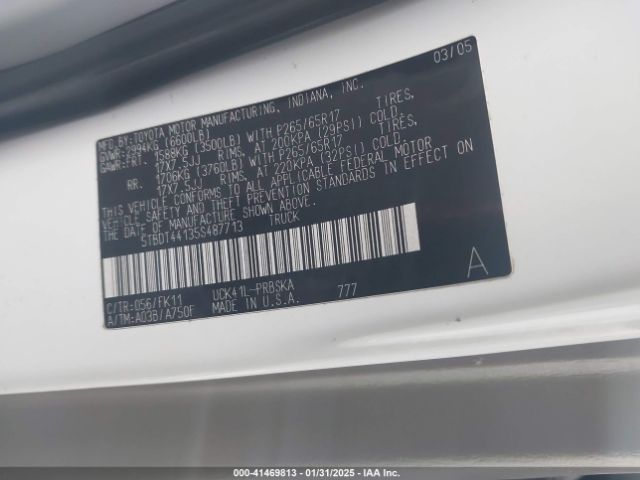 03/05
MFD.BY:TOYOTA MOTOR MANUFACTURING, INDIANA, INC.
GVWR:2994KG (6600LB)
GAWR:FRT. 1588KG (3500LB) WITH P265/65R17 TIRES,
17X7.5JJ RIMS, AT 200KPA (29PSI) COLD.
RR. 1706KG (3760LB) WITH P265/65R17 TIRES,
17X7.5JJ RIMS, AT 220KPA (32PSI) COLD.
THIS VEHICLE CONFORMS TO ALL APPLICABLE FEDERAL MOTOR
VEHICLE SAFETY AND THEFT PREVENTION STANDARDS IN EFFECT ON
THE DATE OF MANUFACTURE SHOWN ABOVE.
5TBDT44135S487713 TRUCK
C/TR:056/FK11 UCK41L-PRBSKA 777 A
A/TM:A03B/A750F MADE IN U.S.A.
000-41469813 - 01/31/2025 - IAA Inc.